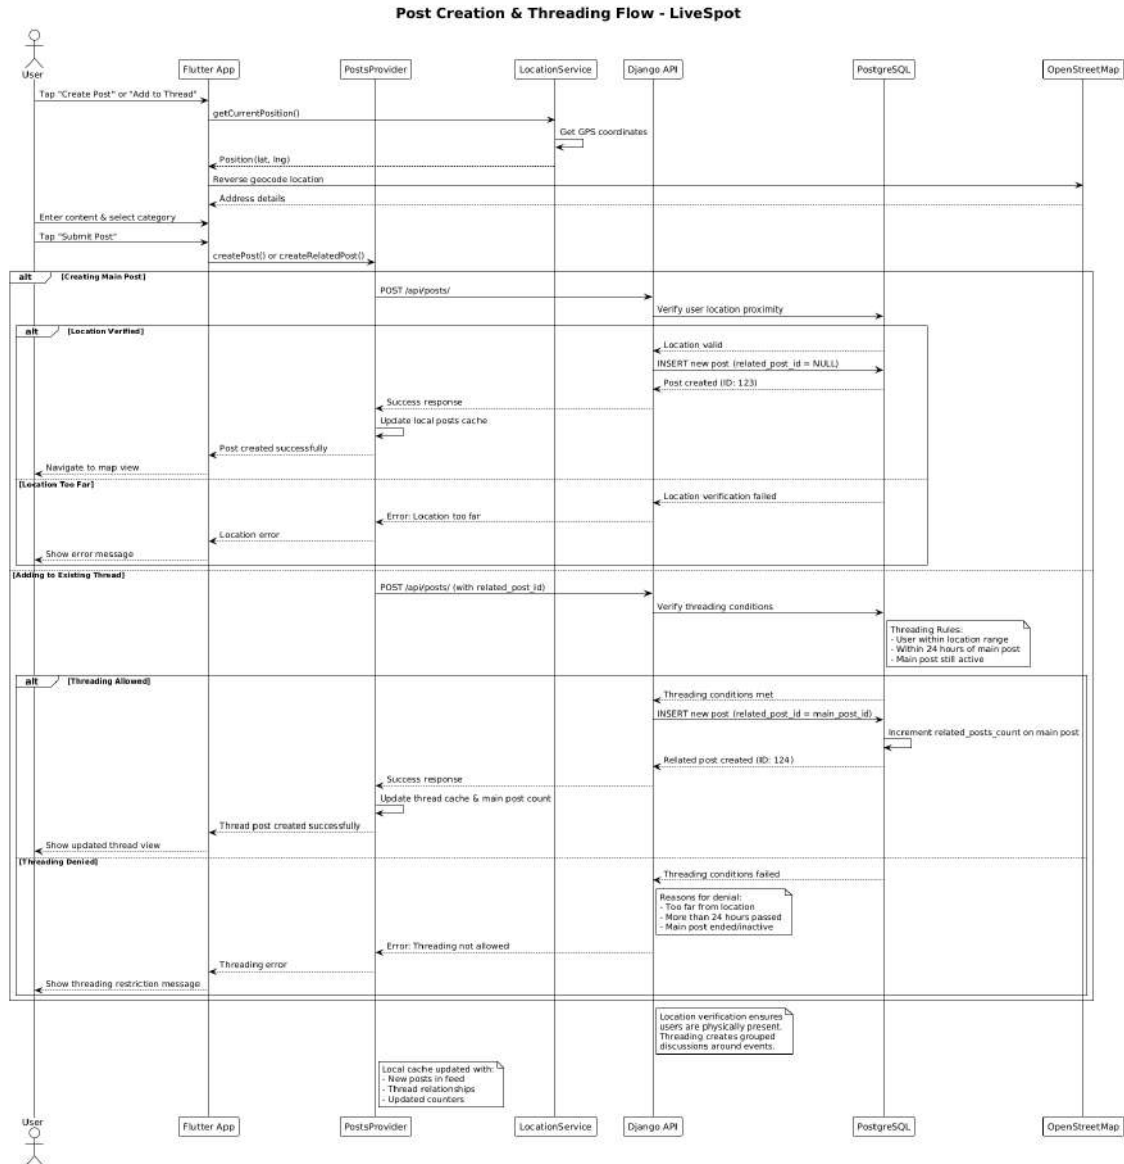 Post Creation & Threading Flow - LiveSpot
User
Flutter App
PostsProvider
LocationService
Django API
PostgreSQL
OpenStreetMap
Tap "Create Post" or "Add to Thread"
getCurrentPosition()
Get GPS coordinates
Position(lat, lng)
Reverse geocode location
Address details
Enter content & select category
Tap "Submit Post"
createPost() or createRelatedPost()
alt [Creating Main Post]
POST /api/posts/
Verify user location proximity
alt [Location Verified]
Location valid
INSERT new post (related_post_id = NULL)
Post created (ID: 123)
Success response
Update local posts cache
Post created successfully
Navigate to map view
[Location Too Far]
Location verification failed
Error: Location too far
Location error
Show error message
[Adding to Existing Thread]
POST /api/posts/ (with related_post_id)
Verify threading conditions
Threading Rules:
- User within location range
- Within 24 hours of main post
- Main post still active
alt [Threading Allowed]
Threading conditions met
INSERT new post (related_post_id = main_post_id)
Increment related_posts_count on main post
Related post created (ID: 124)
Success response
Update thread cache & main post count
Thread post created successfully
Show updated thread view
[Threading Denied]
Threading conditions failed
Reasons for denial:
- Too far from location
- More than 24 hours passed
- Main post ended/inactive
Error: Threading not allowed
Threading error
Show threading restriction message
Location verification ensures
users are physically present.
Threading creates grouped
discussions around events.
Local cache updated with:
- New posts in feed
- Thread relationships
- Updated counters
User
Flutter App
PostsProvider
LocationService
Django API
PostgreSQL
OpenStreetMap